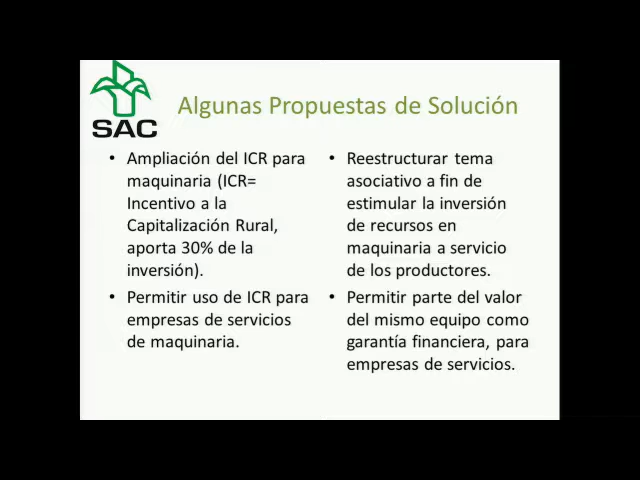 SAC
Algunas Propuestas de Solución
• Ampliación del ICR para
maquinaria (ICR=
Incentivo a la
Capitalización Rural,
aporta 30% de la
inversión).
• Permitir uso de ICR para
empresas de servicios
de maquinaria.
• Reestructurar tema
asociativo a fin de
estimular la inversión
de recursos en
maquinaria a servicio
de los productores.
• Permitir parte del valor
del mismo equipo como
garantía financiera, para
empresas de servicios.